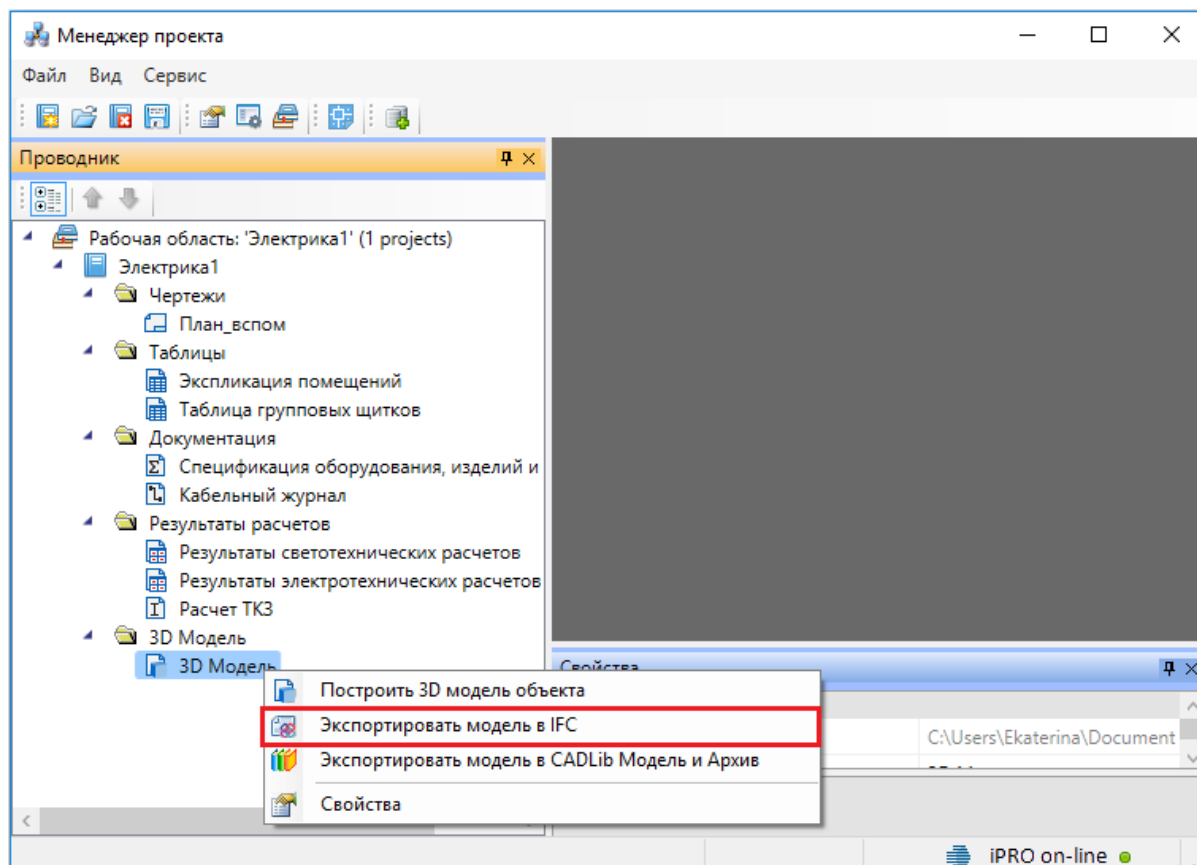 Менеджер проекта
Файл Вид Сервис
Проводник
Рабочая область: 'Электрика1' (1 projects)
Электрика1
Чертежи
План_вспом
Таблицы
Экспликация помещений
Таблица групповых щитков
Документация
Спецификация оборудования, изделий и
Кабельный журнал
Результаты расчетов
Результаты светотехнических расчетов
Результаты электротехнических расчетов
Расчет ТКЗ
3D Модель
3D Модель
Свойства
Построить 3D модель объекта
Экспортировать модель в IFC
C:\Users\Ekaterina\Document
Экспортировать модель в CADLib Модель и Архив
Свойства
iPRO on-line